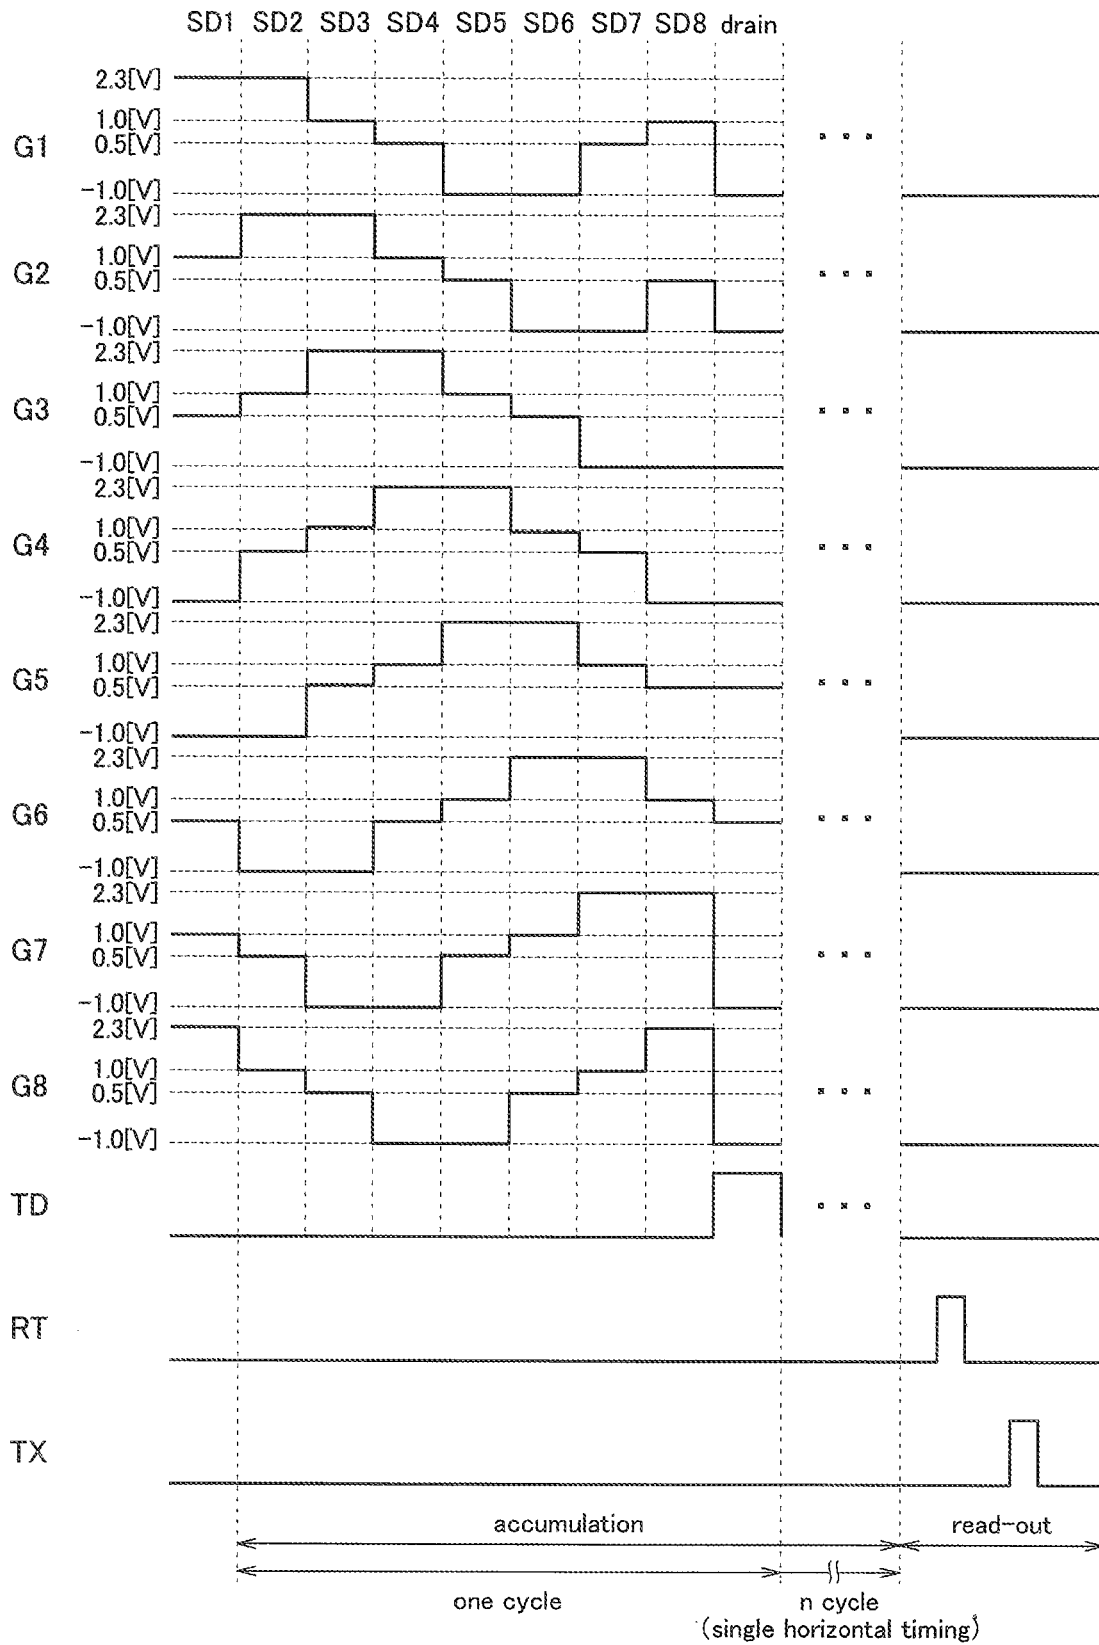 SD1 SD2 SD3 SD4 SD5 SD6 SD7 SD8 drain
2.3[V]
1.0[V]
G1
0.5[V]
-1.0[V]
2.3[V]
1.0[V]
G2
0.5[V]
-1.0[V]
2.3[V]
1.0[V]
G3
0.5[V]
-1.0[V]
2.3[V]
1.0[V]
G4
0.5[V]
-1.0[V]
2.3[V]
1.0[V]
G5
0.5[V]
-1.0[V]
2.3[V]
1.0[V]
G6
0.5[V]
-1.0[V]
2.3[V]
1.0[V]
G7
0.5[V]
-1.0[V]
2.3[V]
1.0[V]
G8
0.5[V]
-1.0[V]
TD
RT
TX
accumulation read-out
one cycle n cycle
(single horizontal timing)